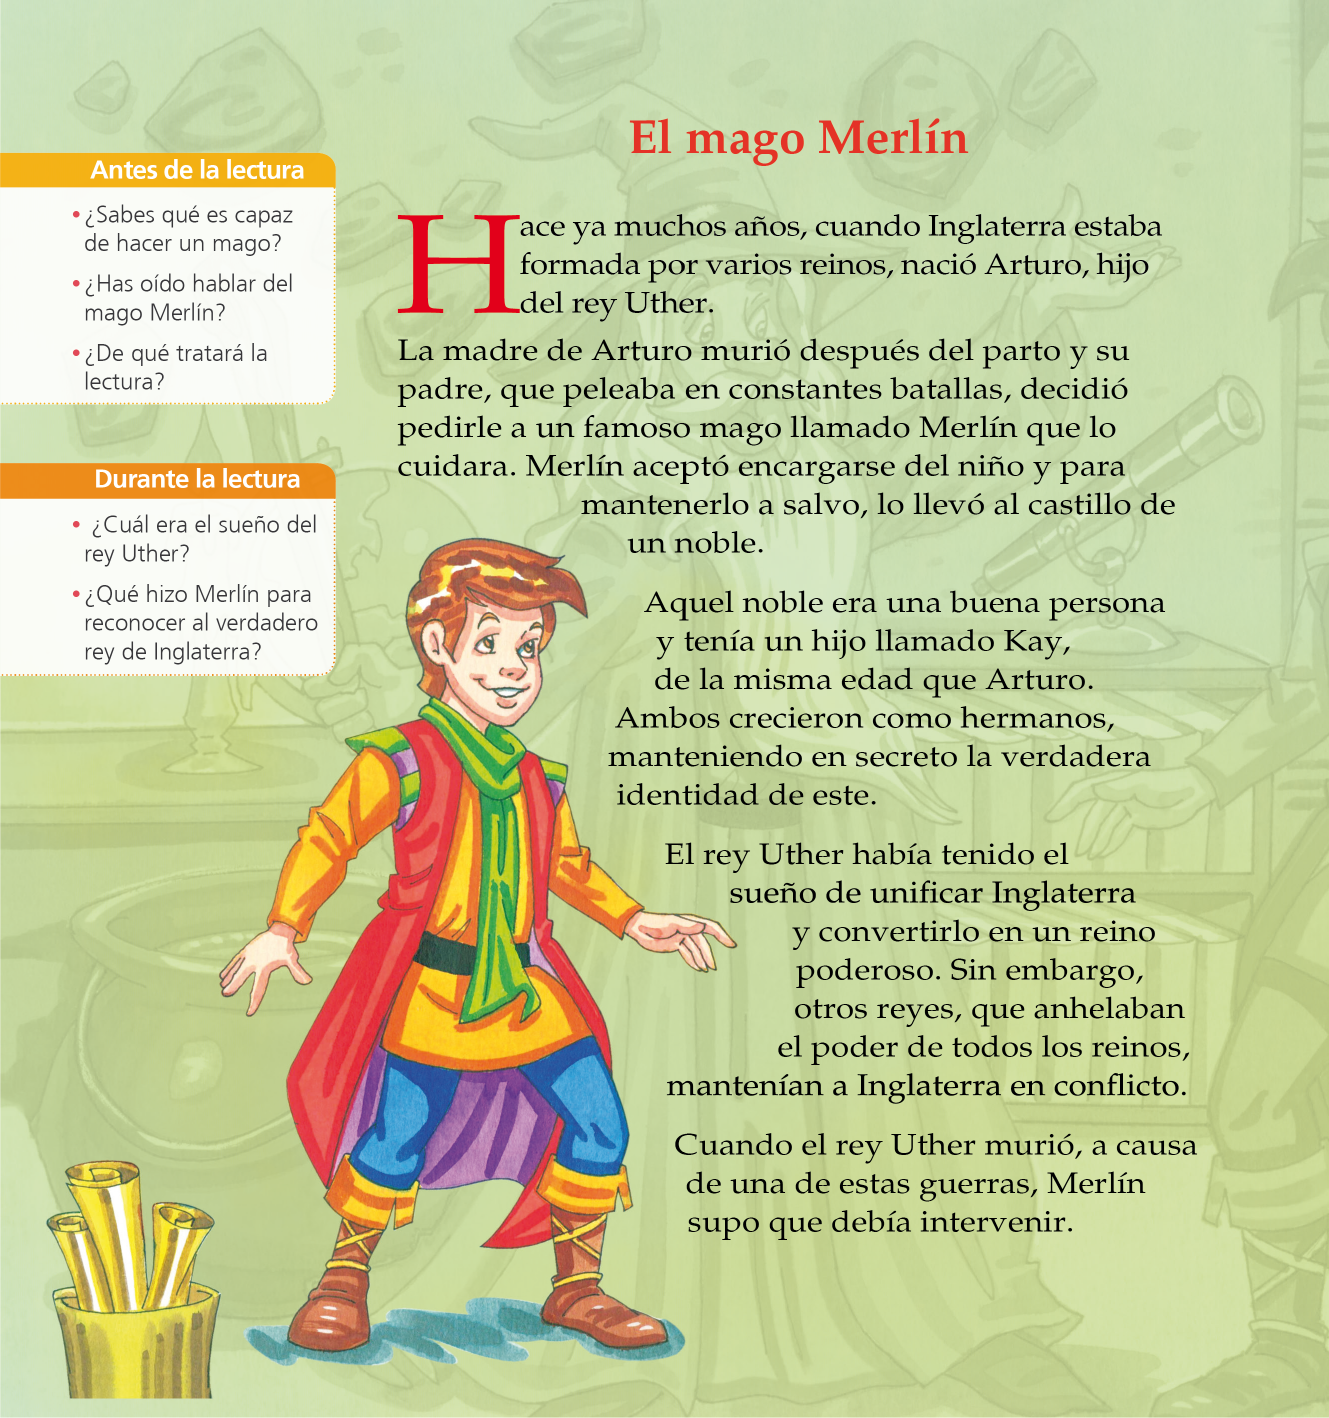 El mago Merlín
Antes de la lectura
•¿Sabes qué es capaz
de hacer un mago?
•¿Has oído hablar del
mago Merlín?
•¿De qué tratará la
lectura?
Durante la lectura
• ¿Cuál era el sueño del
rey Uther?
•¿Qué hizo Merlín para
reconocer al verdadero
rey de Inglaterra?
Hace ya muchos años, cuando Inglaterra estaba
formada por varios reinos, nació Arturo, hijo
del rey Uther.
La madre de Arturo murió después del parto y su
padre, que peleaba en constantes batallas, decidió
pedirle a un famoso mago llamado Merlín que lo
cuidara. Merlín aceptó encargarse del niño y para
mantenerlo a salvo, lo llevó al castillo de
un noble.
Aquel noble era una buena persona
y tenía un hijo llamado Kay,
de la misma edad que Arturo.
Ambos crecieron como hermanos,
manteniendo en secreto la verdadera
identidad de este.
El rey Uther había tenido el
sueño de unificar Inglaterra
y convertirlo en un reino
poderoso. Sin embargo,
otros reyes, que anhelaban
el poder de todos los reinos,
mantenían a Inglaterra en conflicto.
Cuando el rey Uther murió, a causa
de una de estas guerras, Merlín
supo que debía intervenir.